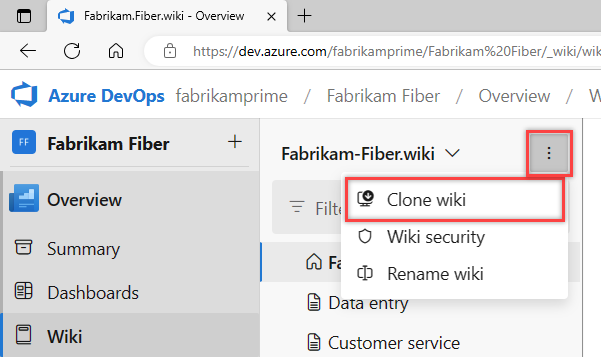 Fabrikam.Fiber.wiki - Overview
https://dev.azure.com/fabrikamprime/Fabrikam%20Fiber/_wiki/wik
Azure DevOps fabrikamprime / Fabrikam Fiber / Overview / W
FF Fabrikam Fiber +
Fabrikam-Fiber.wiki
Overview
Filte
Clone wiki
Summary
Wiki security
Fa
Rename wiki
Dashboards
Data entry
Wiki
Customer service